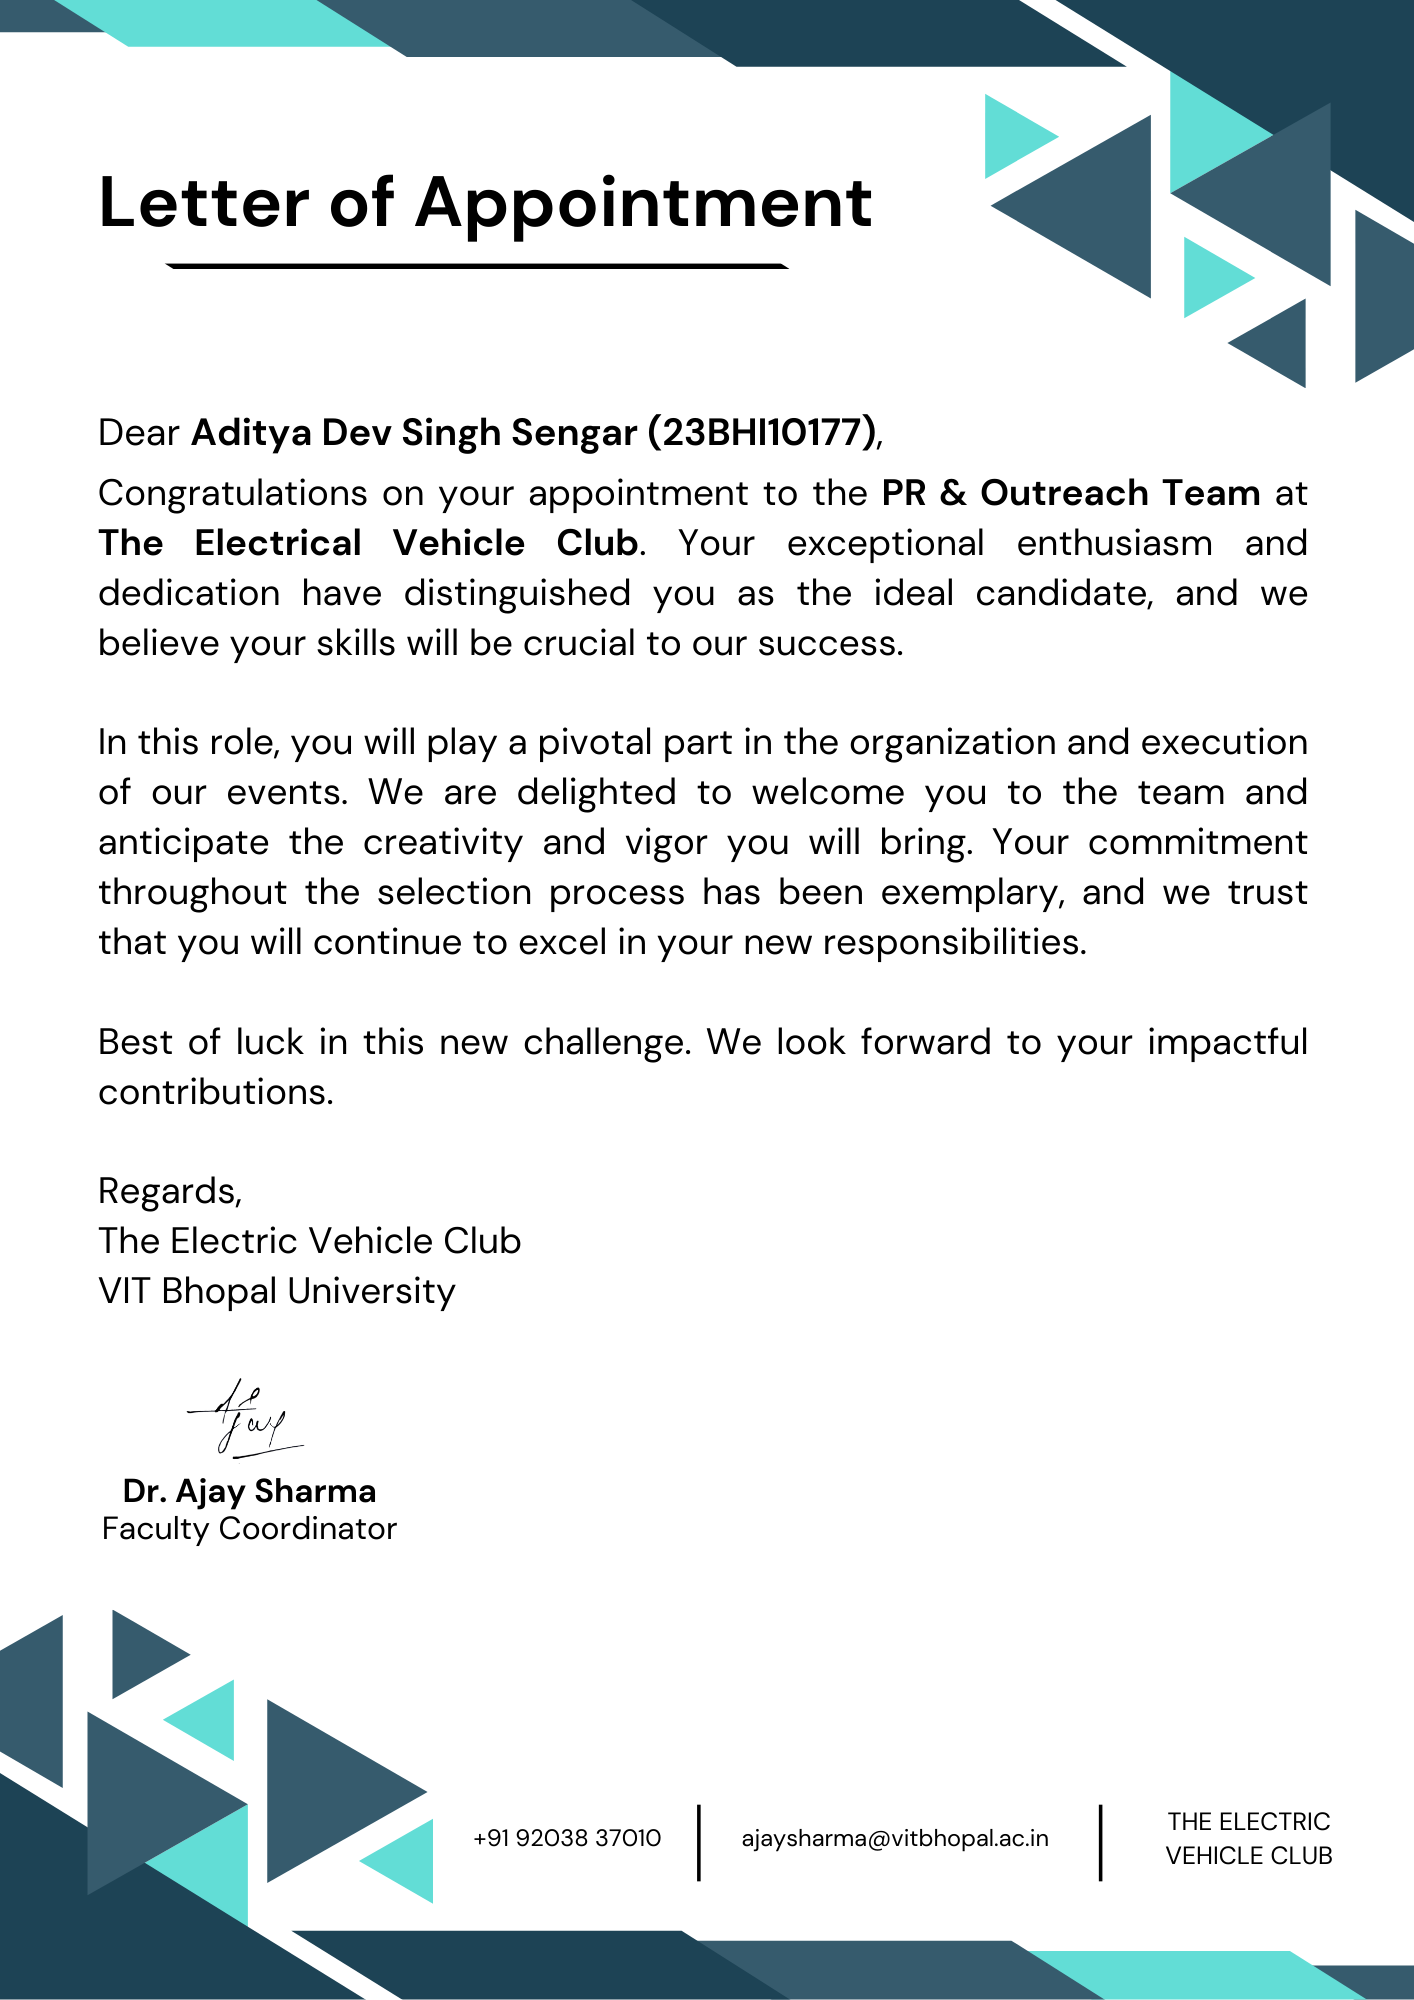 Letter of Appointment
Dear Aditya Dev Singh Sengar (23BHI10177),
Congratulations on your appointment to the PR & Outreach Team at
The Electrical Vehicle Club. Your exceptional enthusiasm and
dedication have distinguished you as the ideal candidate, and we
believe your skills will be crucial to our success.
In this role, you will play a pivotal part in the organization and execution
of our events. We are delighted to welcome you to the team and
anticipate the creativity and vigor you will bring. Your commitment
throughout the selection process has been exemplary, and we trust
that you will continue to excel in your new responsibilities.
Best of luck in this new challenge. We look forward to your impactful
contributions.
Regards,
The Electric Vehicle Club
VIT Bhopal University
Ajay
Dr. Ajay Sharma
Faculty Coordinator
+91 92038 37010
ajaysharma@vitbhopal.ac.in
THE ELECTRIC
VEHICLE CLUB